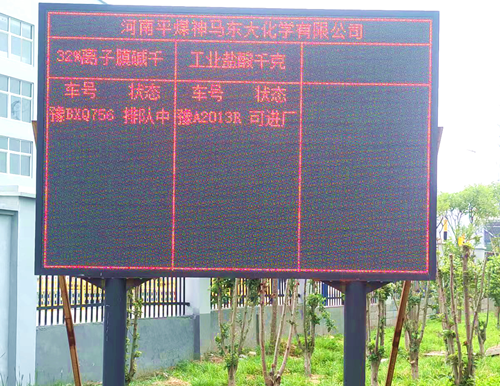 河南平煤神马东大化学有限公司
32%离子膜碱千 工业盐酸千克
车号 状态 车号 状态
豫BXQ756 排队中 豫A2013R 可进厂